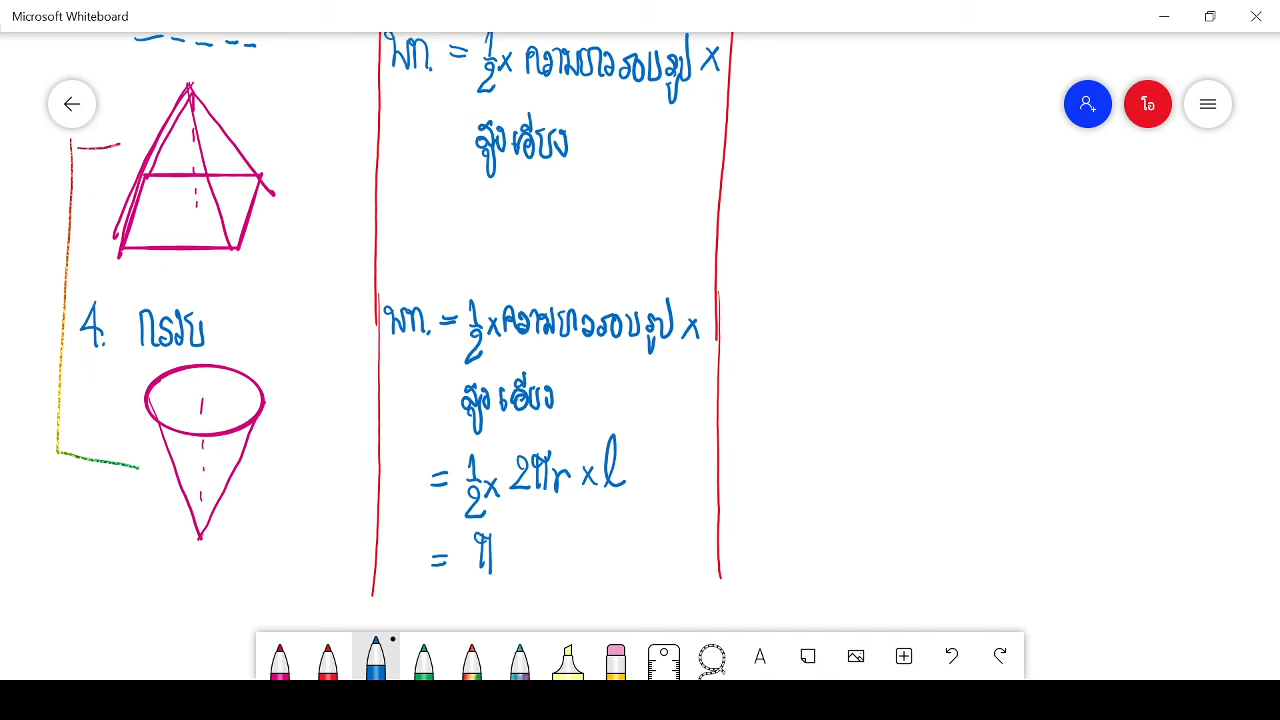 Microsoft Whiteboard
โอ
พท. = 1/2 x ความยาวรอบรูป x
สูงเอียง
4. กรวย
พท. = 1/2 x ความยาวรอบรูป x
สูงเอียง
= 1/2 x 2πr x l
= π
A